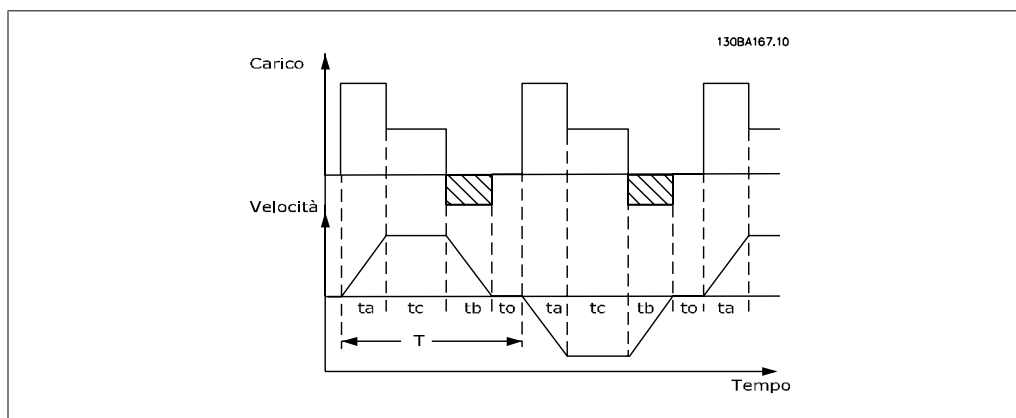 130BA167.10
Carico
Velocità
ta tc tb to ta tc tb to ta
T
Tempo